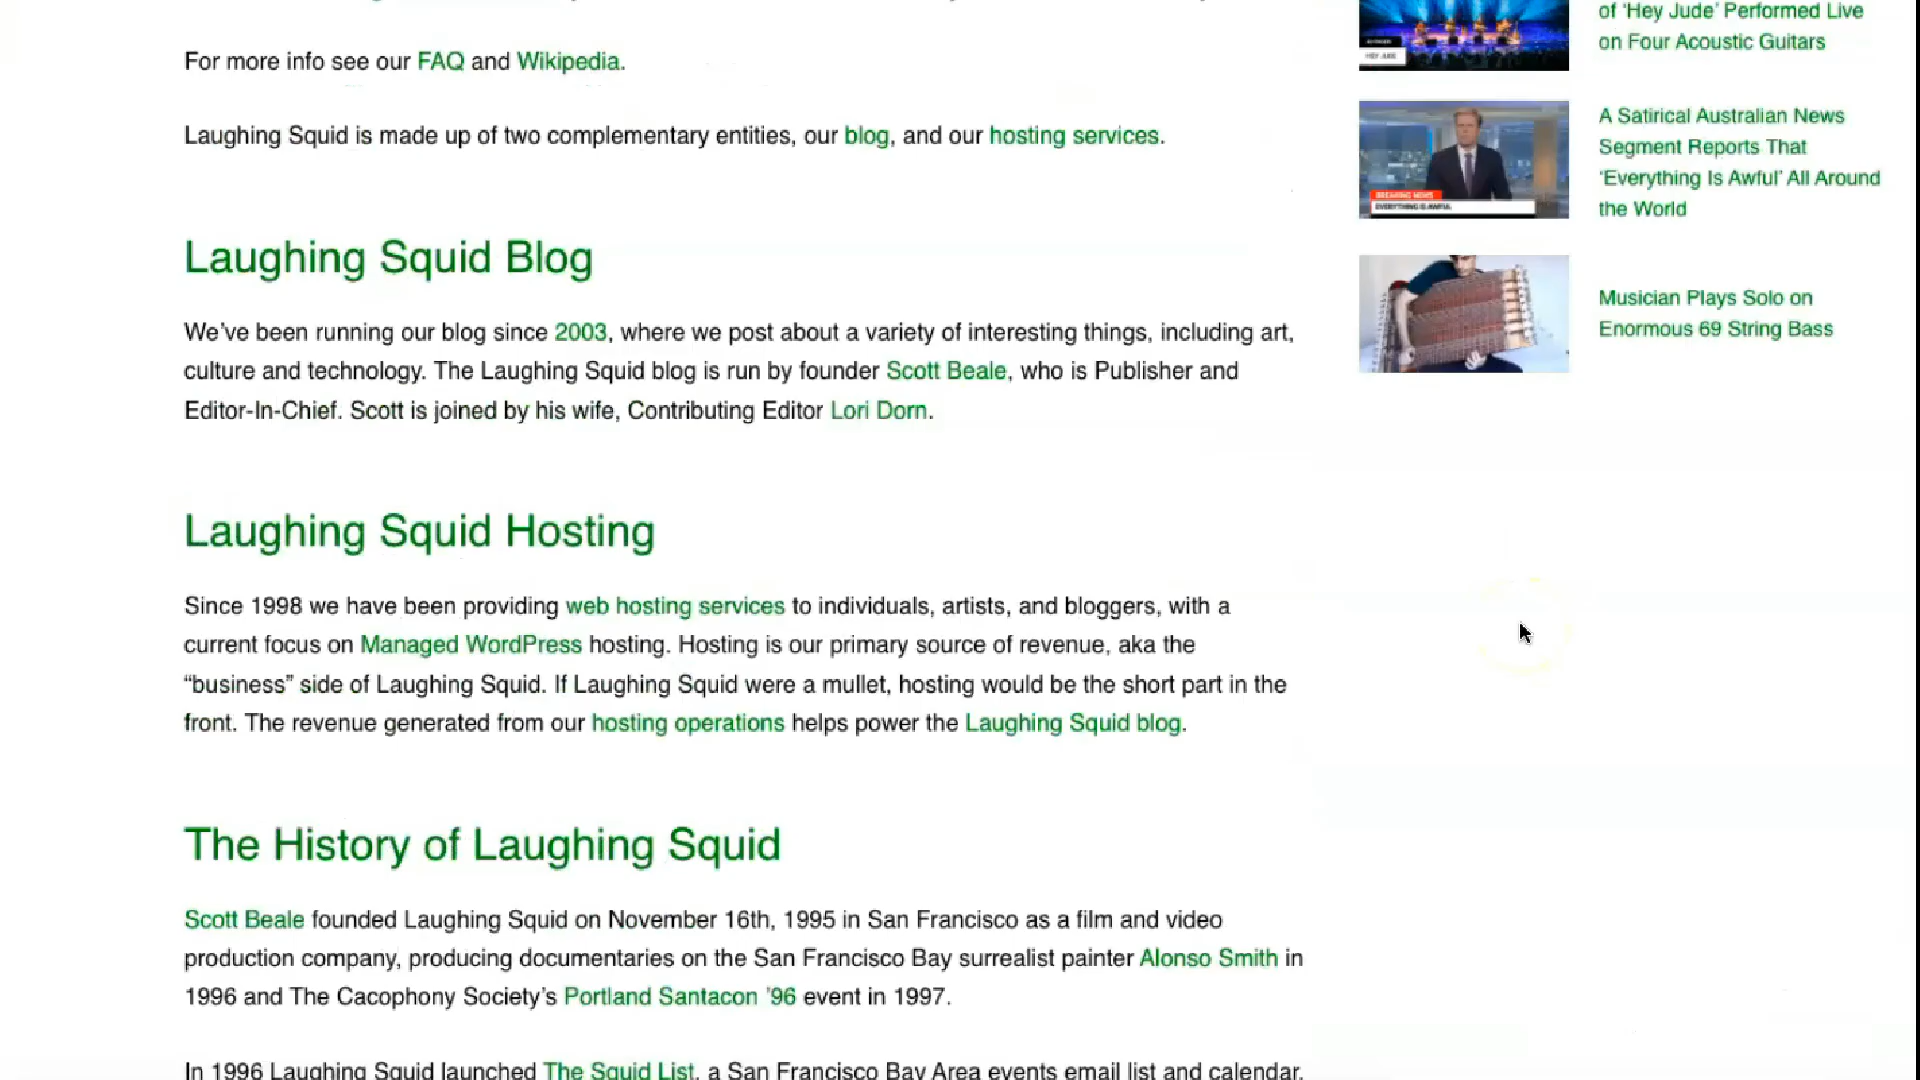 For more info see our FAQ and Wikipedia.
Laughing Squid is made up of two complementary entities, our blog, and our hosting services.
Laughing Squid Blog
We’ve been running our blog since 2003, where we post about a variety of interesting things, including art,
culture and technology. The Laughing Squid blog is run by founder Scott Beale, who is Publisher and
Editor-In-Chief. Scott is joined by his wife, Contributing Editor Lori Dorn.
Laughing Squid Hosting
Since 1998 we have been providing web hosting services to individuals, artists, and bloggers, with a
current focus on Managed WordPress hosting. Hosting is our primary source of revenue, aka the
“business” side of Laughing Squid. If Laughing Squid were a mullet, hosting would be the short part in the
front. The revenue generated from our hosting operations helps power the Laughing Squid blog.
The History of Laughing Squid
Scott Beale founded Laughing Squid on November 16th, 1995 in San Francisco as a film and video
production company, producing documentaries on the San Francisco Bay surrealist painter Alonso Smith in
1996 and The Cacophony Society’s Portland Santacon ’96 event in 1997.
In 1996 Laughing Squid launched The Squid List, a San Francisco Bay Area events email list and calendar.
of ‘Hey Jude’ Performed Live
on Four Acoustic Guitars
HEY JUDE
A Satirical Australian News
Segment Reports That
‘Everything Is Awful’ All Around
the World
BREAKING NEWS
EVERYTHING IS AWFUL
Musician Plays Solo on
Enormous 69 String Bass